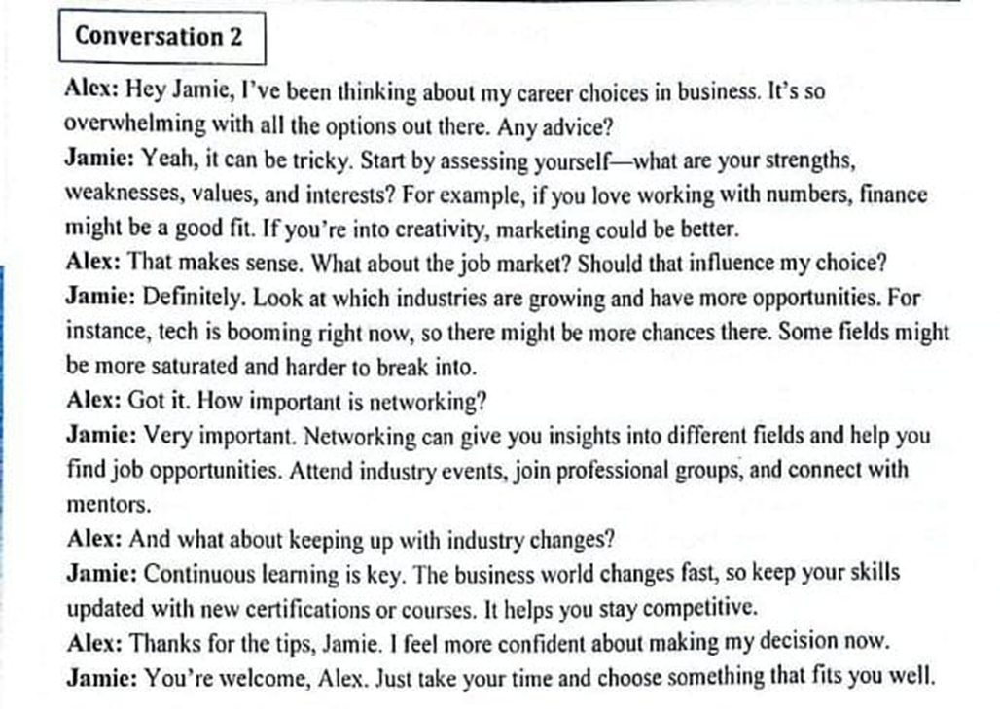 Conversation 2
Alex: Hey Jamie, I've been thinking about my career choices in business. It's so
overwhelming with all the options out there. Any advice?
Jamie: Yeah, it can be tricky. Start by assessing yourself—what are your strengths,
weaknesses, values, and interests? For example, if you love working with numbers, finance
might be a good fit. If you're into creativity, marketing could be better.
Alex: That makes sense. What about the job market? Should that influence my choice?
Jamie: Definitely. Look at which industries are growing and have more opportunities. For
instance, tech is booming right now, so there might be more chances there. Some fields might
be more saturated and harder to break into.
Alex: Got it. How important is networking?
Jamie: Very important. Networking can give you insights into different fields and help you
find job opportunities. Attend industry events, join professional groups, and connect with
mentors.
Alex: And what about keeping up with industry changes?
Jamie: Continuous learning is key. The business world changes fast, so keep your skills
updated with new certifications or courses. It helps you stay competitive.
Alex: Thanks for the tips, Jamie. I feel more confident about making my decision now.
Jamie: You're welcome, Alex. Just take your time and choose something that fits you well.